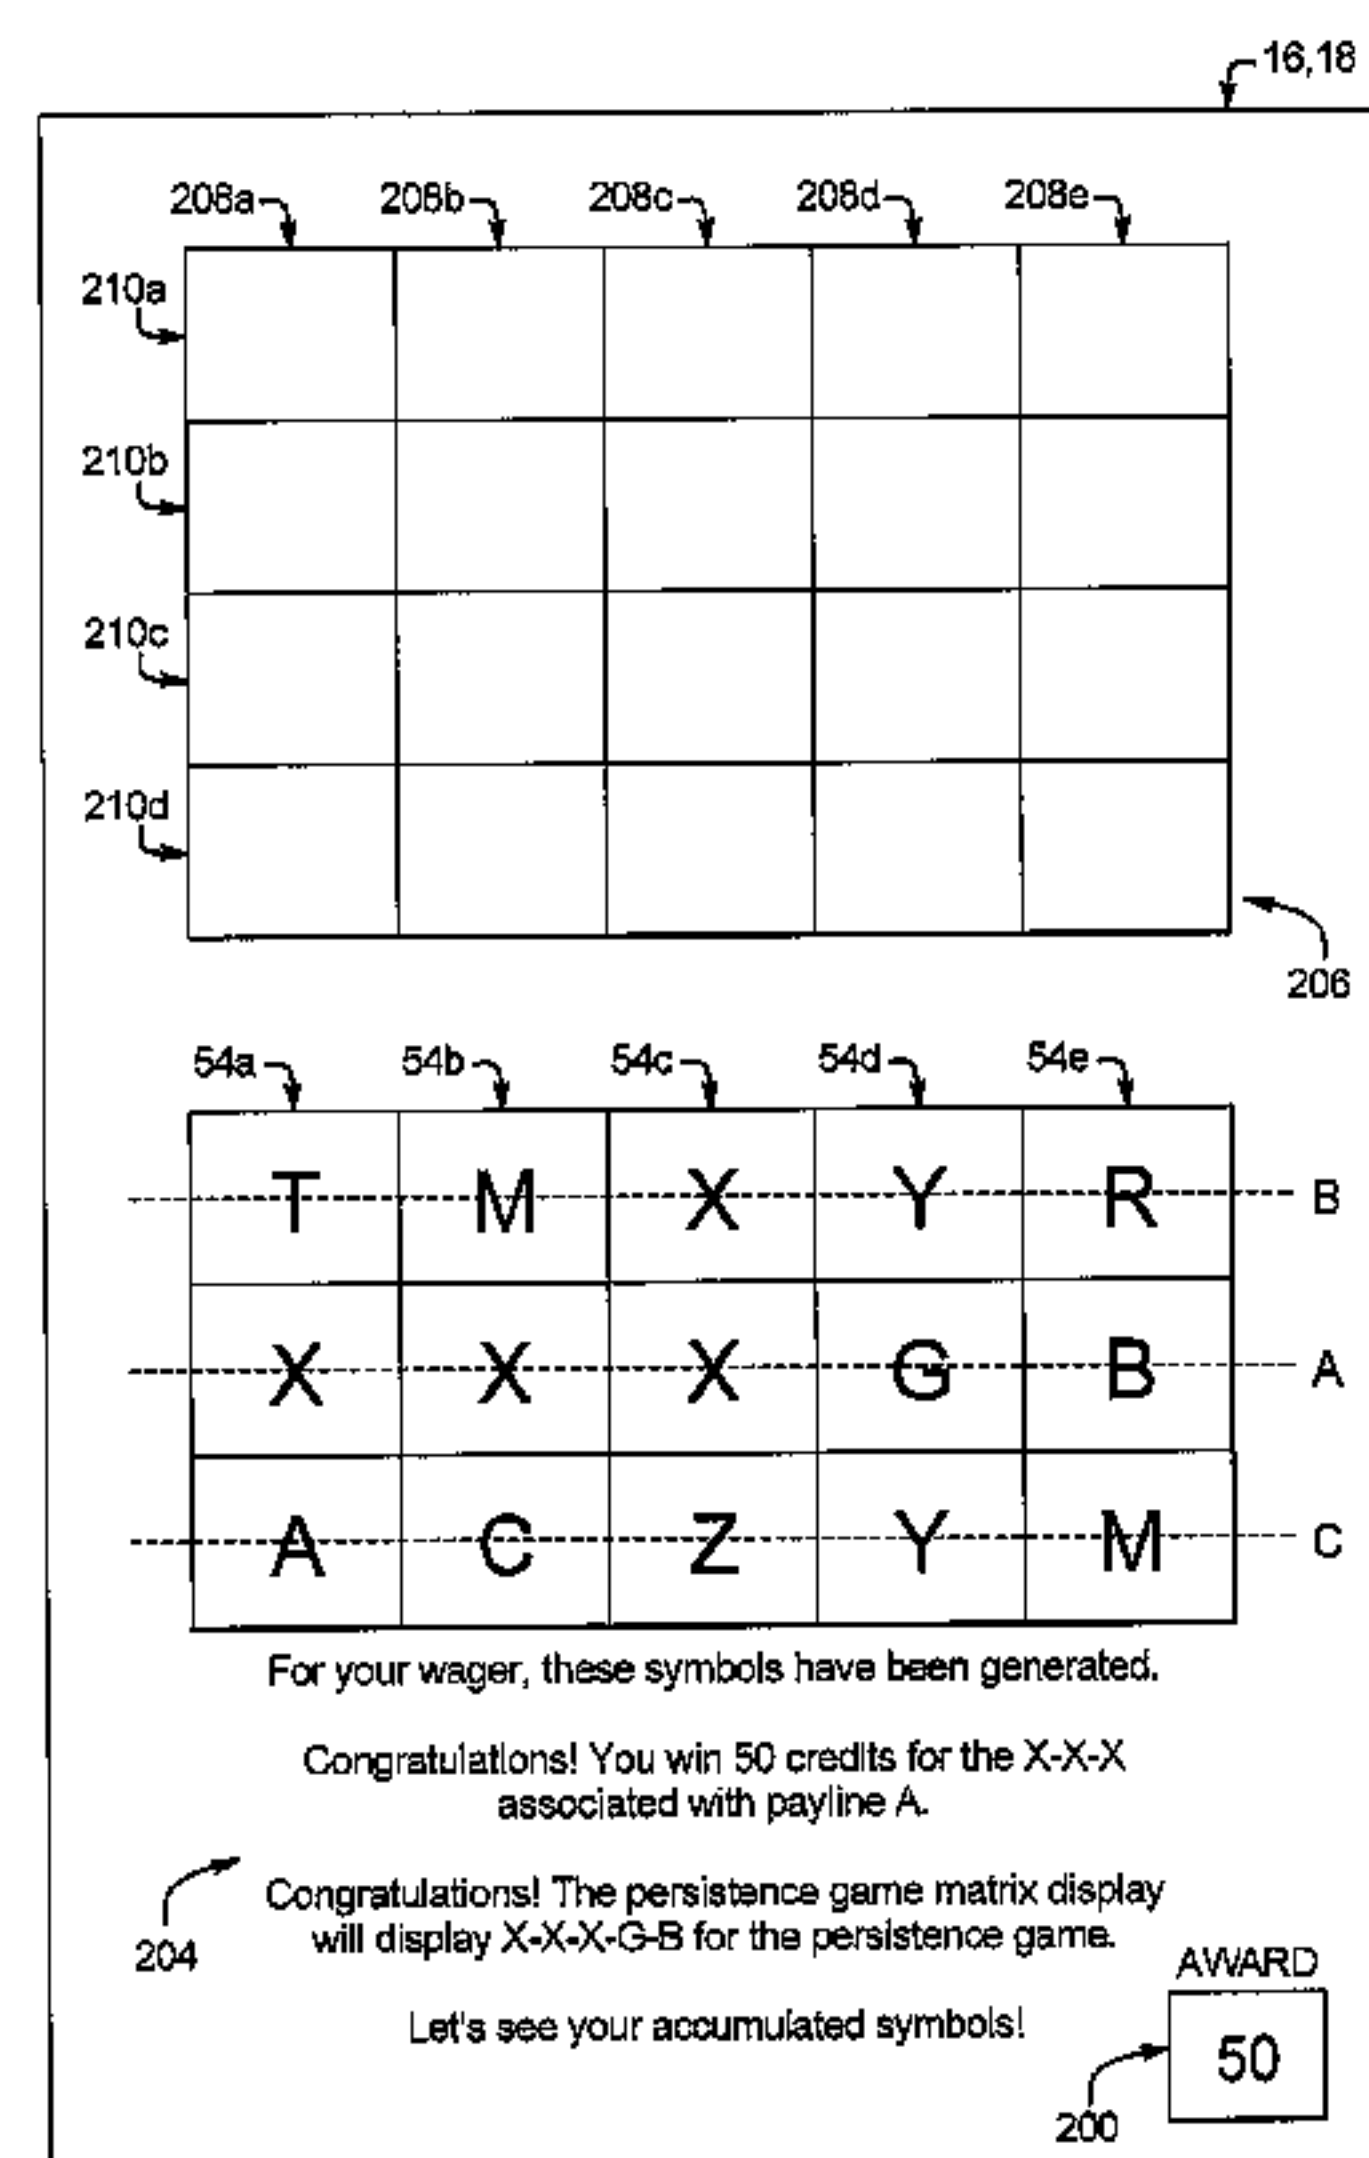 16,18
208a 208b 208c 208d 208e
210a
210b
210c
210d
206
54a 54b 54c 54d 54e
T M X Y R B
X X X G B A
A C Z Y M C
For your wager, these symbols have been generated.
Congratulations! You win 50 credits for the X-X-X
associated with payline A.
Congratulations! The persistence game matrix display
will display X-X-X-G-B for the persistence game.
204
AWARD
Let's see your accumulated symbols!
50
200